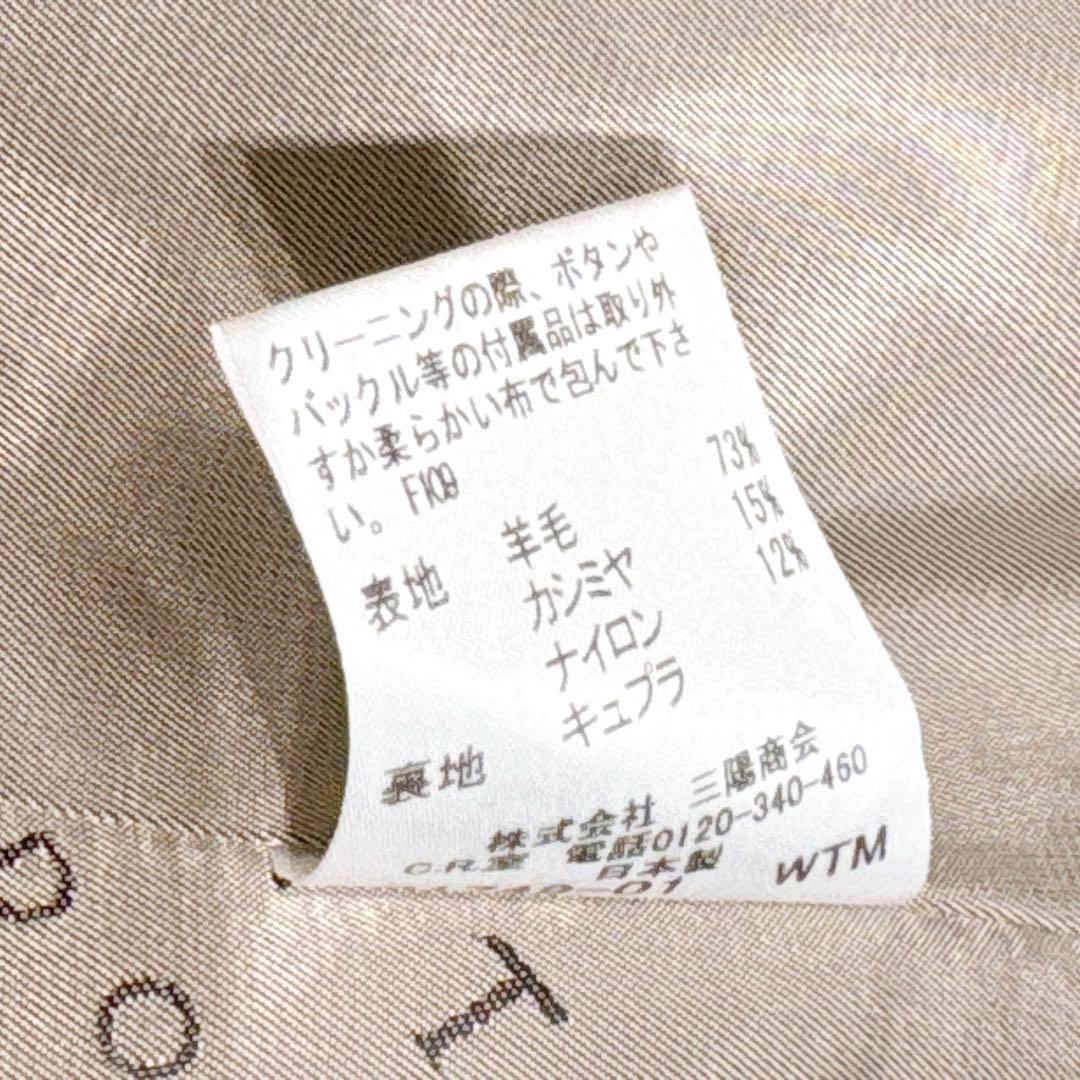 クリーニングの際、ボタンや
バックル等の付属品は取り外
すか柔らかい布で包んで下さ
い。
表地 羊毛 73%
カシミヤ 15%
ナイロン 12%
裏地 キュプラ
株式会社 三陽商会
C.R.室 電話0120-340-460
日本製 WTM
-01
B
O
T